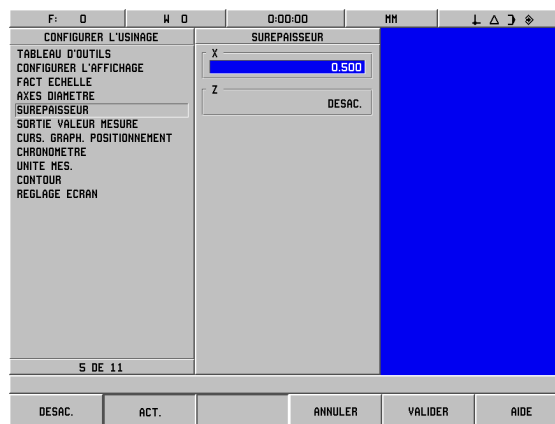 F: 0 W 0 0:00:00 MM
CONFIGURER L'USINAGE
TABLEAU D'OUTILS
CONFIGURER L'AFFICHAGE
FACT ECHELLE
AXES DIAMETRE
SUREPAISSEUR
SORTIE VALEUR MESURE
CURS. GRAPH. POSITIONNEMENT
CHRONOMETRE
UNITE MES.
CONTOUR
REGLAGE ECRAN
5 DE 11
SUREPAISSEUR
X
0.500
Z
DESAC.
DESAC. ACT. ANNULER VALIDER AIDE